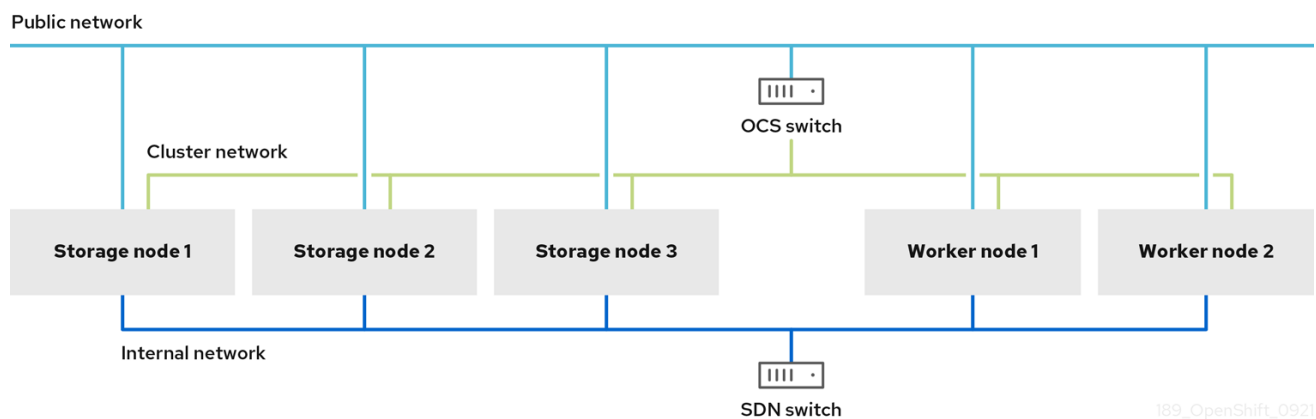 Public network
OCS switch
Cluster network
Storage node 1
Storage node 2
Storage node 3
Worker node 1
Worker node 2
Internal network
SDN switch
189_OpenShift_0921